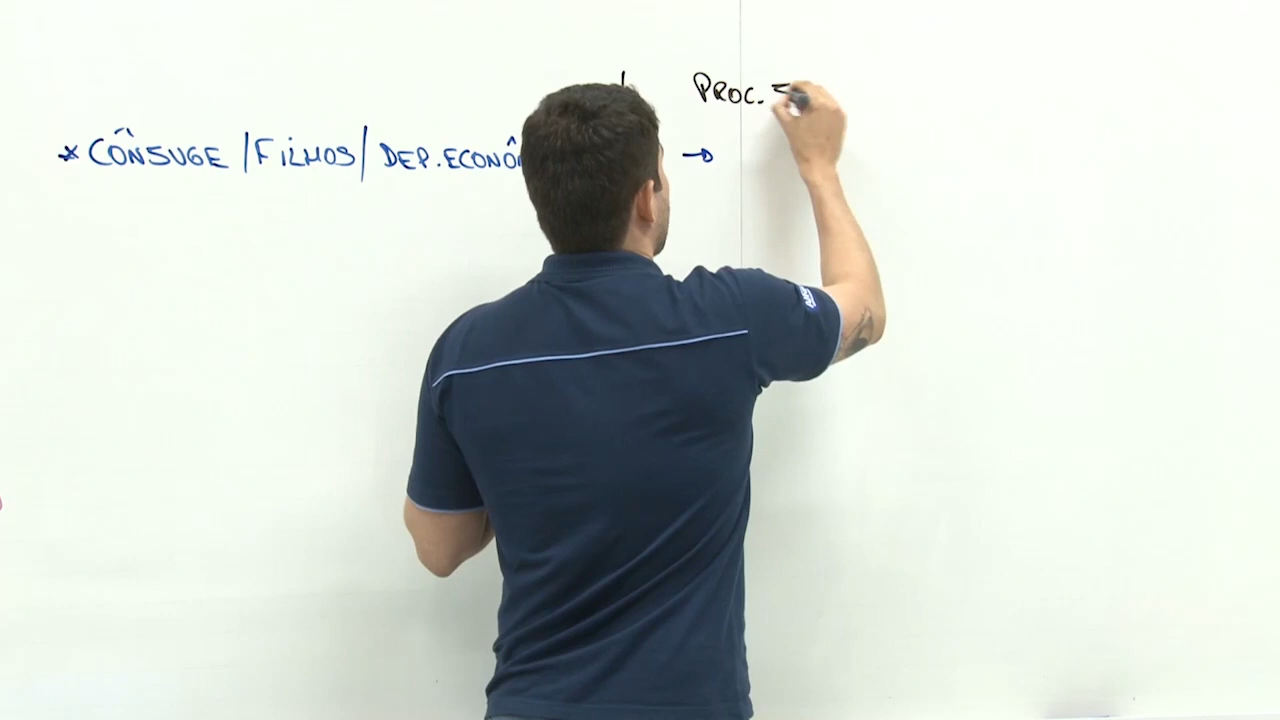 PROC.
* CÔNJUGE / FILHOS / DEP. ECONÔ →